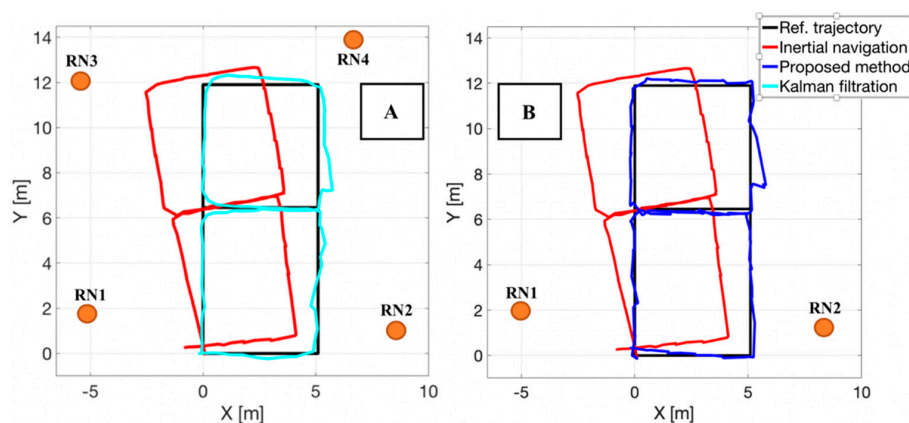 Ref. trajectory
Inertial navigation
Proposed method
Kalman filtration
14
12
10
8
6
4
2
0
Y [m]
RN3
RN4
A
RN1
RN2
-5
0
5
10
X [m]
14
12
10
8
6
4
2
0
Y [m]
B
RN1
RN2
-5
0
5
10
X [m]